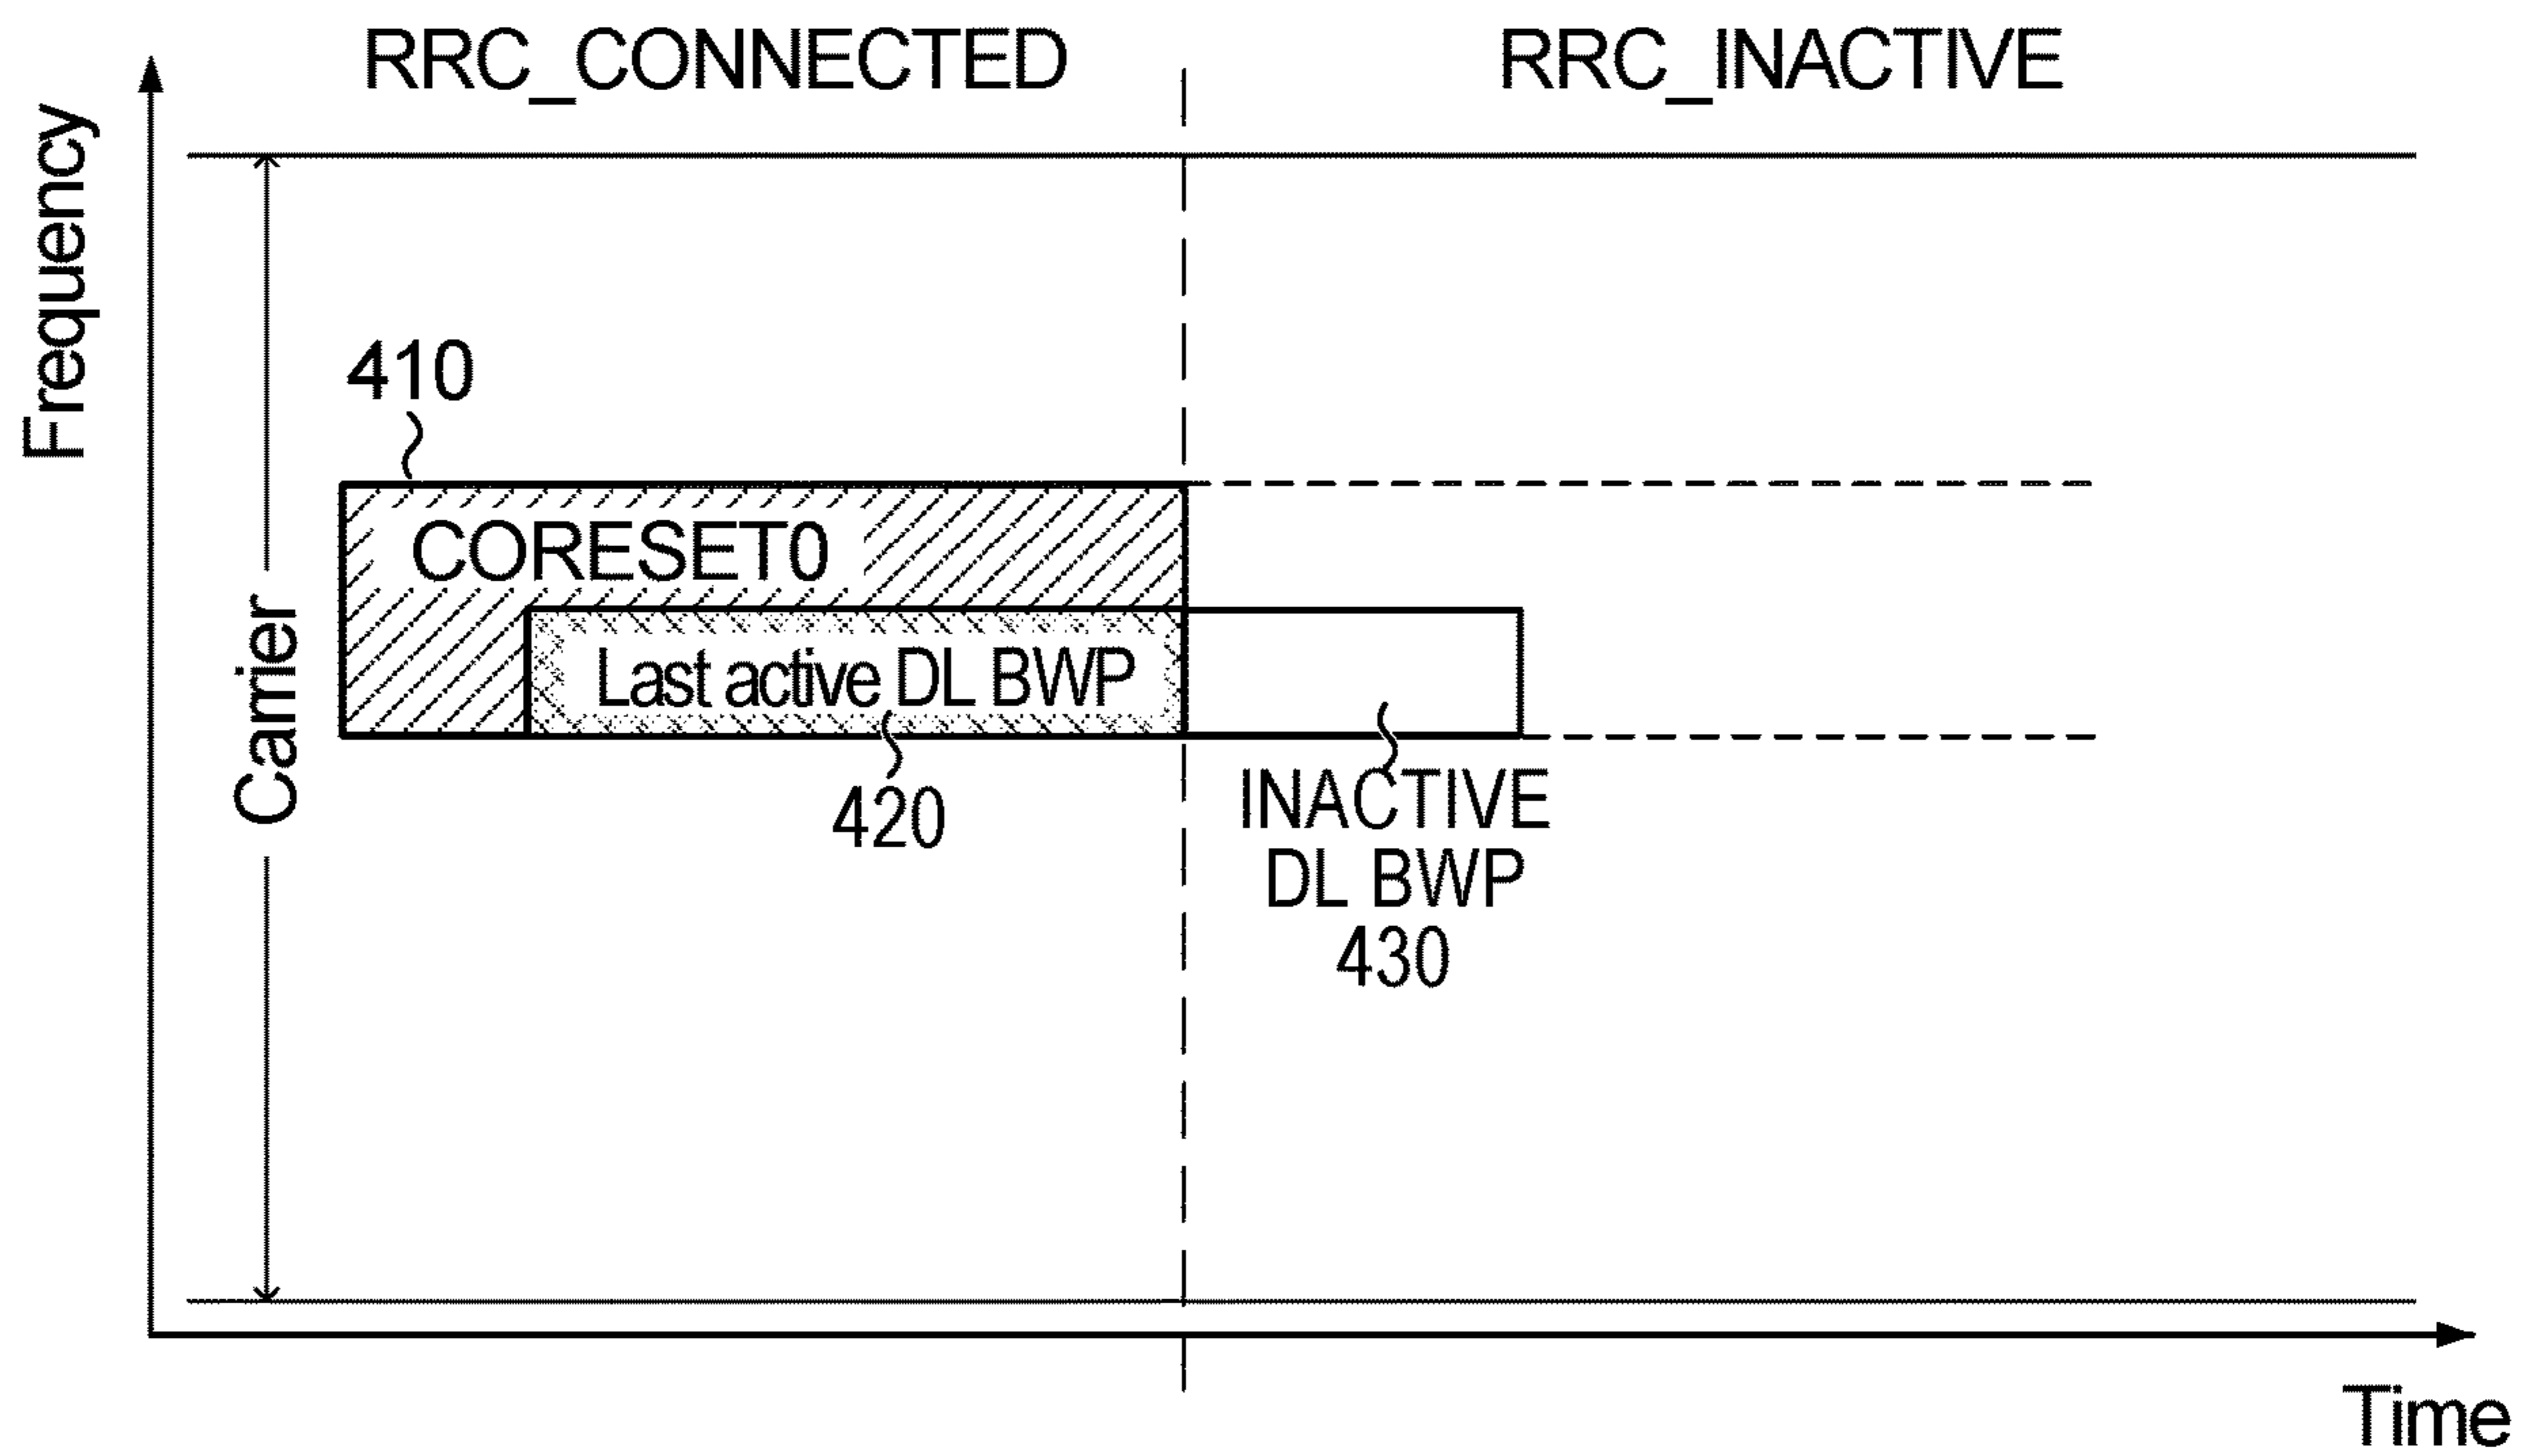 RRC_CONNECTED
RRC_INACTIVE
Frequency
410
CORESET0
Last active DL BWP
Carrier
420
INACTIVE
DL BWP
430
Time